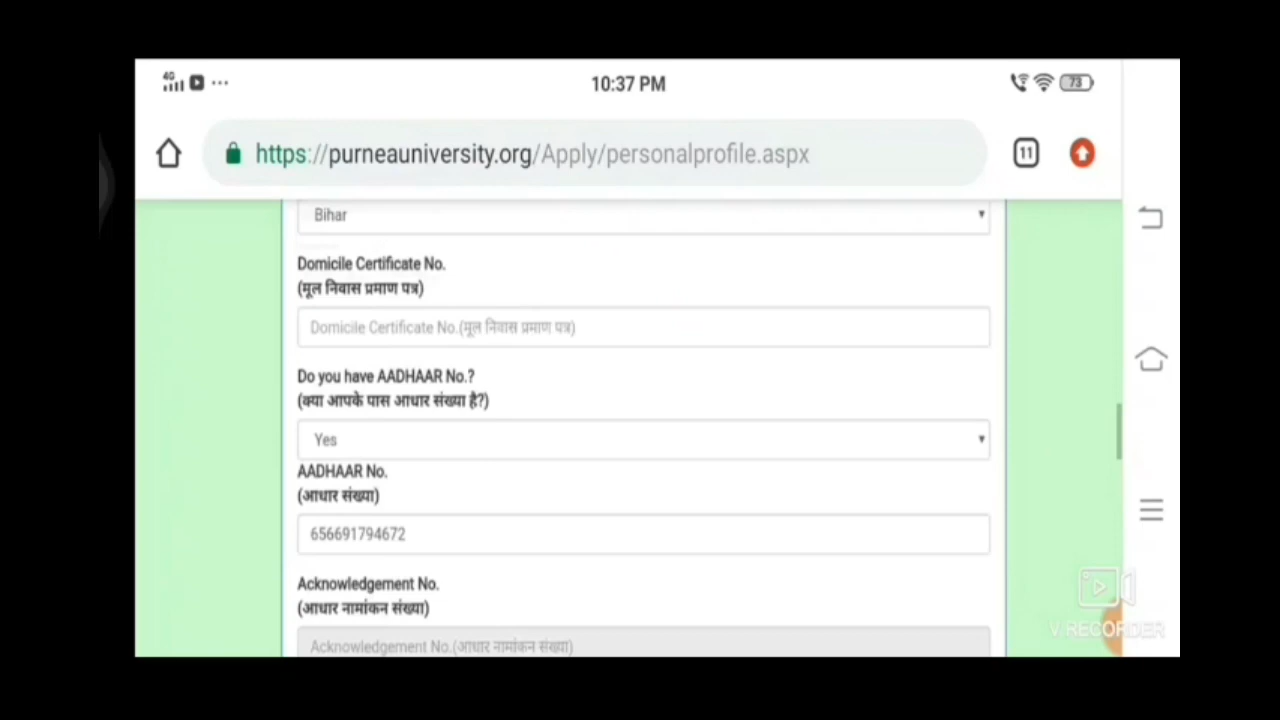 4G
10:37 PM
73
https://purneauniversity.org/Apply/personalprofile.aspx
11
Bihar
Domicile Certificate No.
(मूल निवास प्रमाण पत्र)
Domicile Certificate No.(मूल निवास प्रमाण पत्र)
Do you have AADHAAR No.?
(क्या आपके पास आधार संख्या है?)
Yes
AADHAAR No.
(आधार संख्या)
656691794672
Acknowledgement No.
(आधार नामांकन संख्या)
Acknowledgement No.(आधार नामांकन संख्या)
V RECORDER